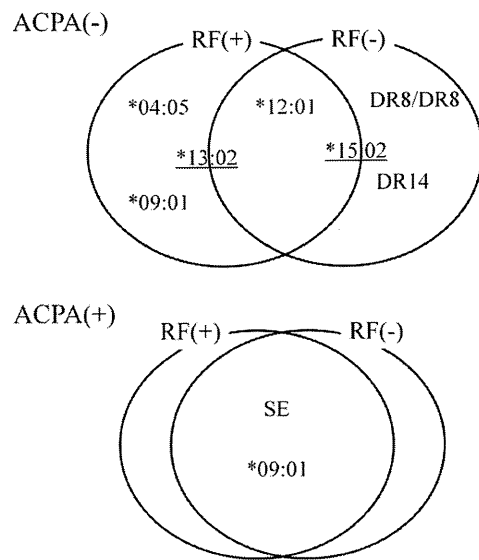 ACPA(-)
RF(+) RF(-)
*04:05 *12:01 DR8/DR8
*13:02 *15:02
DR14
*09:01
ACPA(+)
RF(+) RF(-)
SE
*09:01